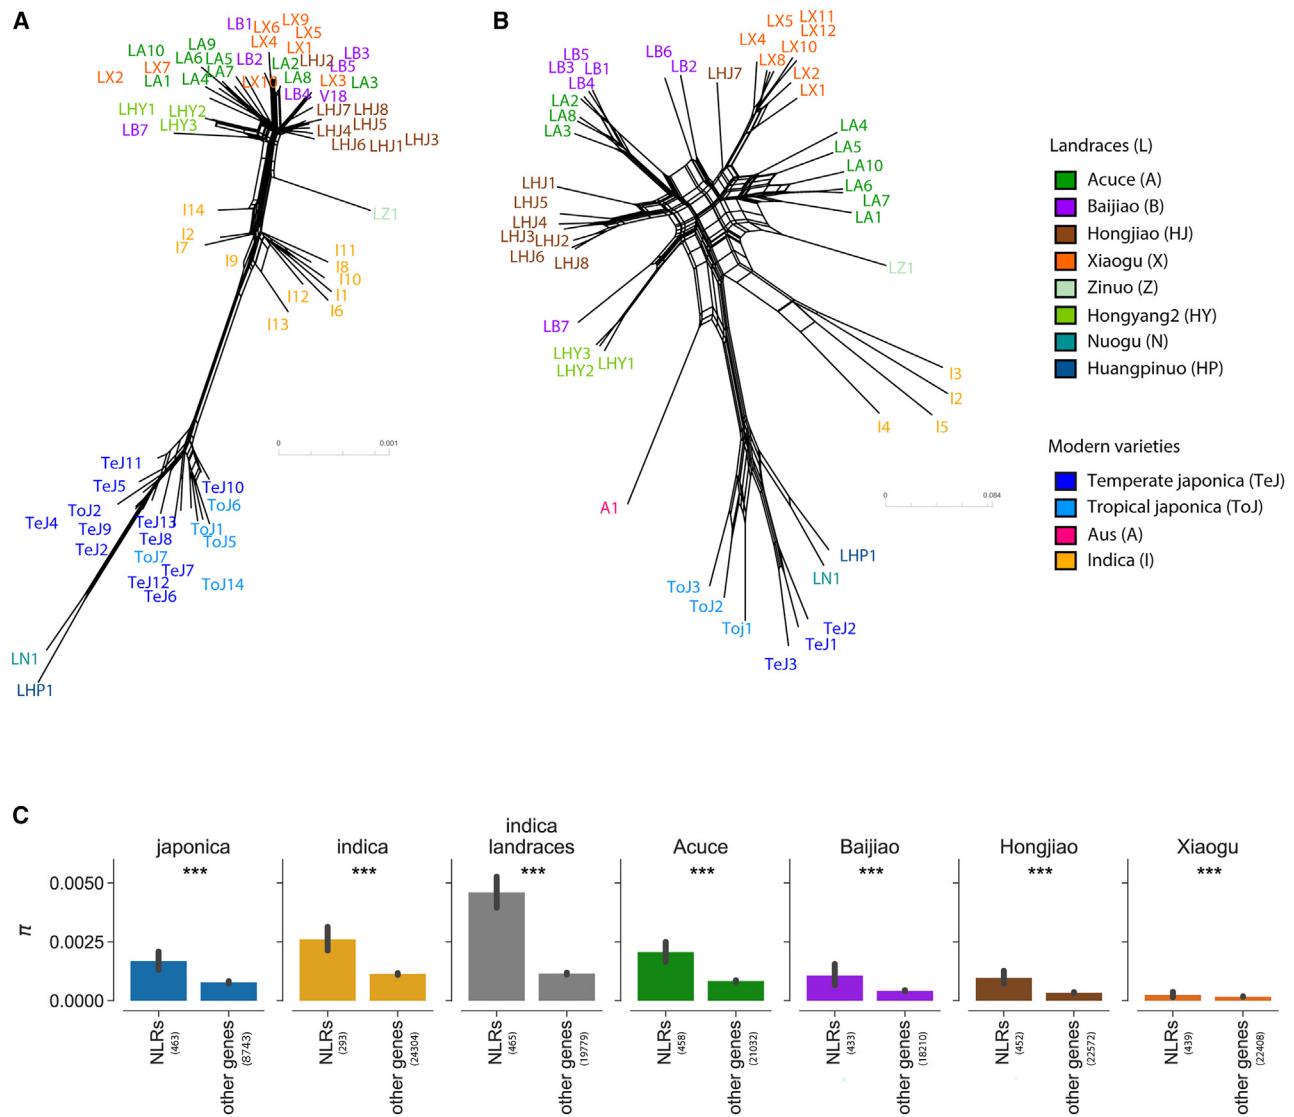 A
LB1
LX6
LX9
LX5
LX4
LX1
LA10
LA9
LA6
LA5
LB2
LA2
LHJ2
LB3
LB5
LX2
LX7
LA1
LA4
LA7
LA8
LX3
LA3
LB4
V18
LHY1
LHY2
LHY3
LB7
LHJ7
LHJ8
LHJ4
LHJ5
LHJ6
LHJ1
LHJ3
I14
I2
I7
I9
LZ1
I11
I8
I10
I1
I6
I12
I13
0
0.001
TeJ11
TeJ5
TeJ10
ToJ2
ToJ6
TeJ4
TeJ9
TeJ13
ToJ1
TeJ2
TeJ8
ToJ5
ToJ7
TeJ7
TeJ12
ToJ14
TeJ6
LN1
LHP1
B
LB5
LB3
LB1
LB4
LA2
LA8
LA3
LB6
LB2
LHJ7
LX5
LX11
LX12
LX4
LX10
LX8
LX2
LX1
LA4
LA5
LA10
LA6
LA7
LA1
LHJ1
LHJ5
LHJ4
LHJ3
LHJ2
LHJ6
LHJ8
LZ1
LB7
LHY3
LHY1
LHY2
I3
I2
I4
I5
A1
0
0.084
LHP1
LN1
ToJ3
ToJ2
Toj1
TeJ2
TeJ1
TeJ3
Landraces (L)
Acuce (A)
Baijiao (B)
Hongjiao (HJ)
Xiaogu (X)
Zinuo (Z)
Hongyang2 (HY)
Nuogu (N)
Huangpinuo (HP)
Modern varieties
Temperate japonica (TeJ)
Tropical japonica (ToJ)
Aus (A)
Indica (I)
C
π
0.0050
0.0025
0.0000
japonica
***
NLRs
(463)
other genes
(8743)
indica
***
NLRs
(293)
other genes
(24304)
indica
landraces
***
NLRs
(465)
other genes
(19779)
Acuce
***
NLRs
(458)
other genes
(21032)
Baijiao
***
NLRs
(433)
other genes
(18210)
Hongjiao
***
NLRs
(452)
other genes
(22572)
Xiaogu
***
NLRs
(439)
other genes
(22408)